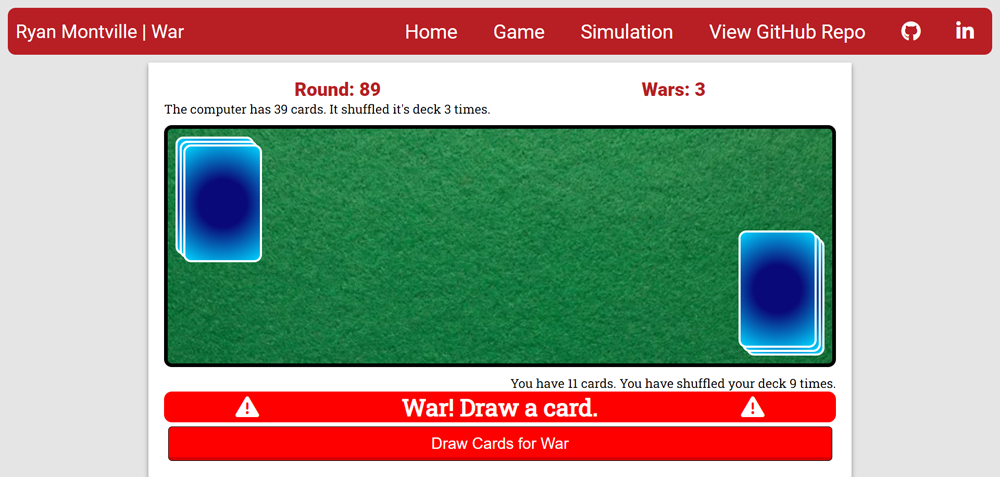 Ryan Montville | War Home Game Simulation View GitHub Repo in
Round: 89 Wars: 3
The computer has 39 cards. It shuffled it's deck 3 times.
You have 11 cards. You have shuffled your deck 9 times.
War! Draw a card.
Draw Cards for War